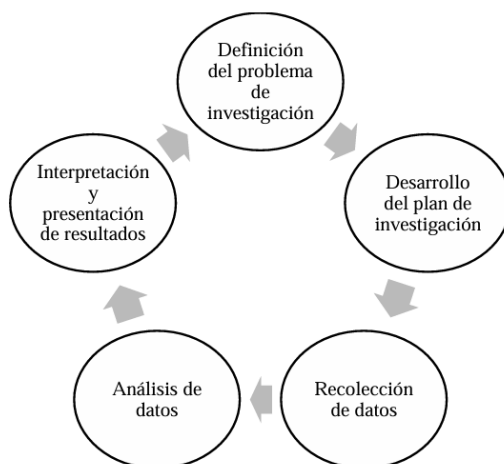 Definición
del problema
de
investigación
Desarrollo
del plan de
investigación
Recolección
de datos
Análisis de
datos
Interpretación
y
presentación
de resultados